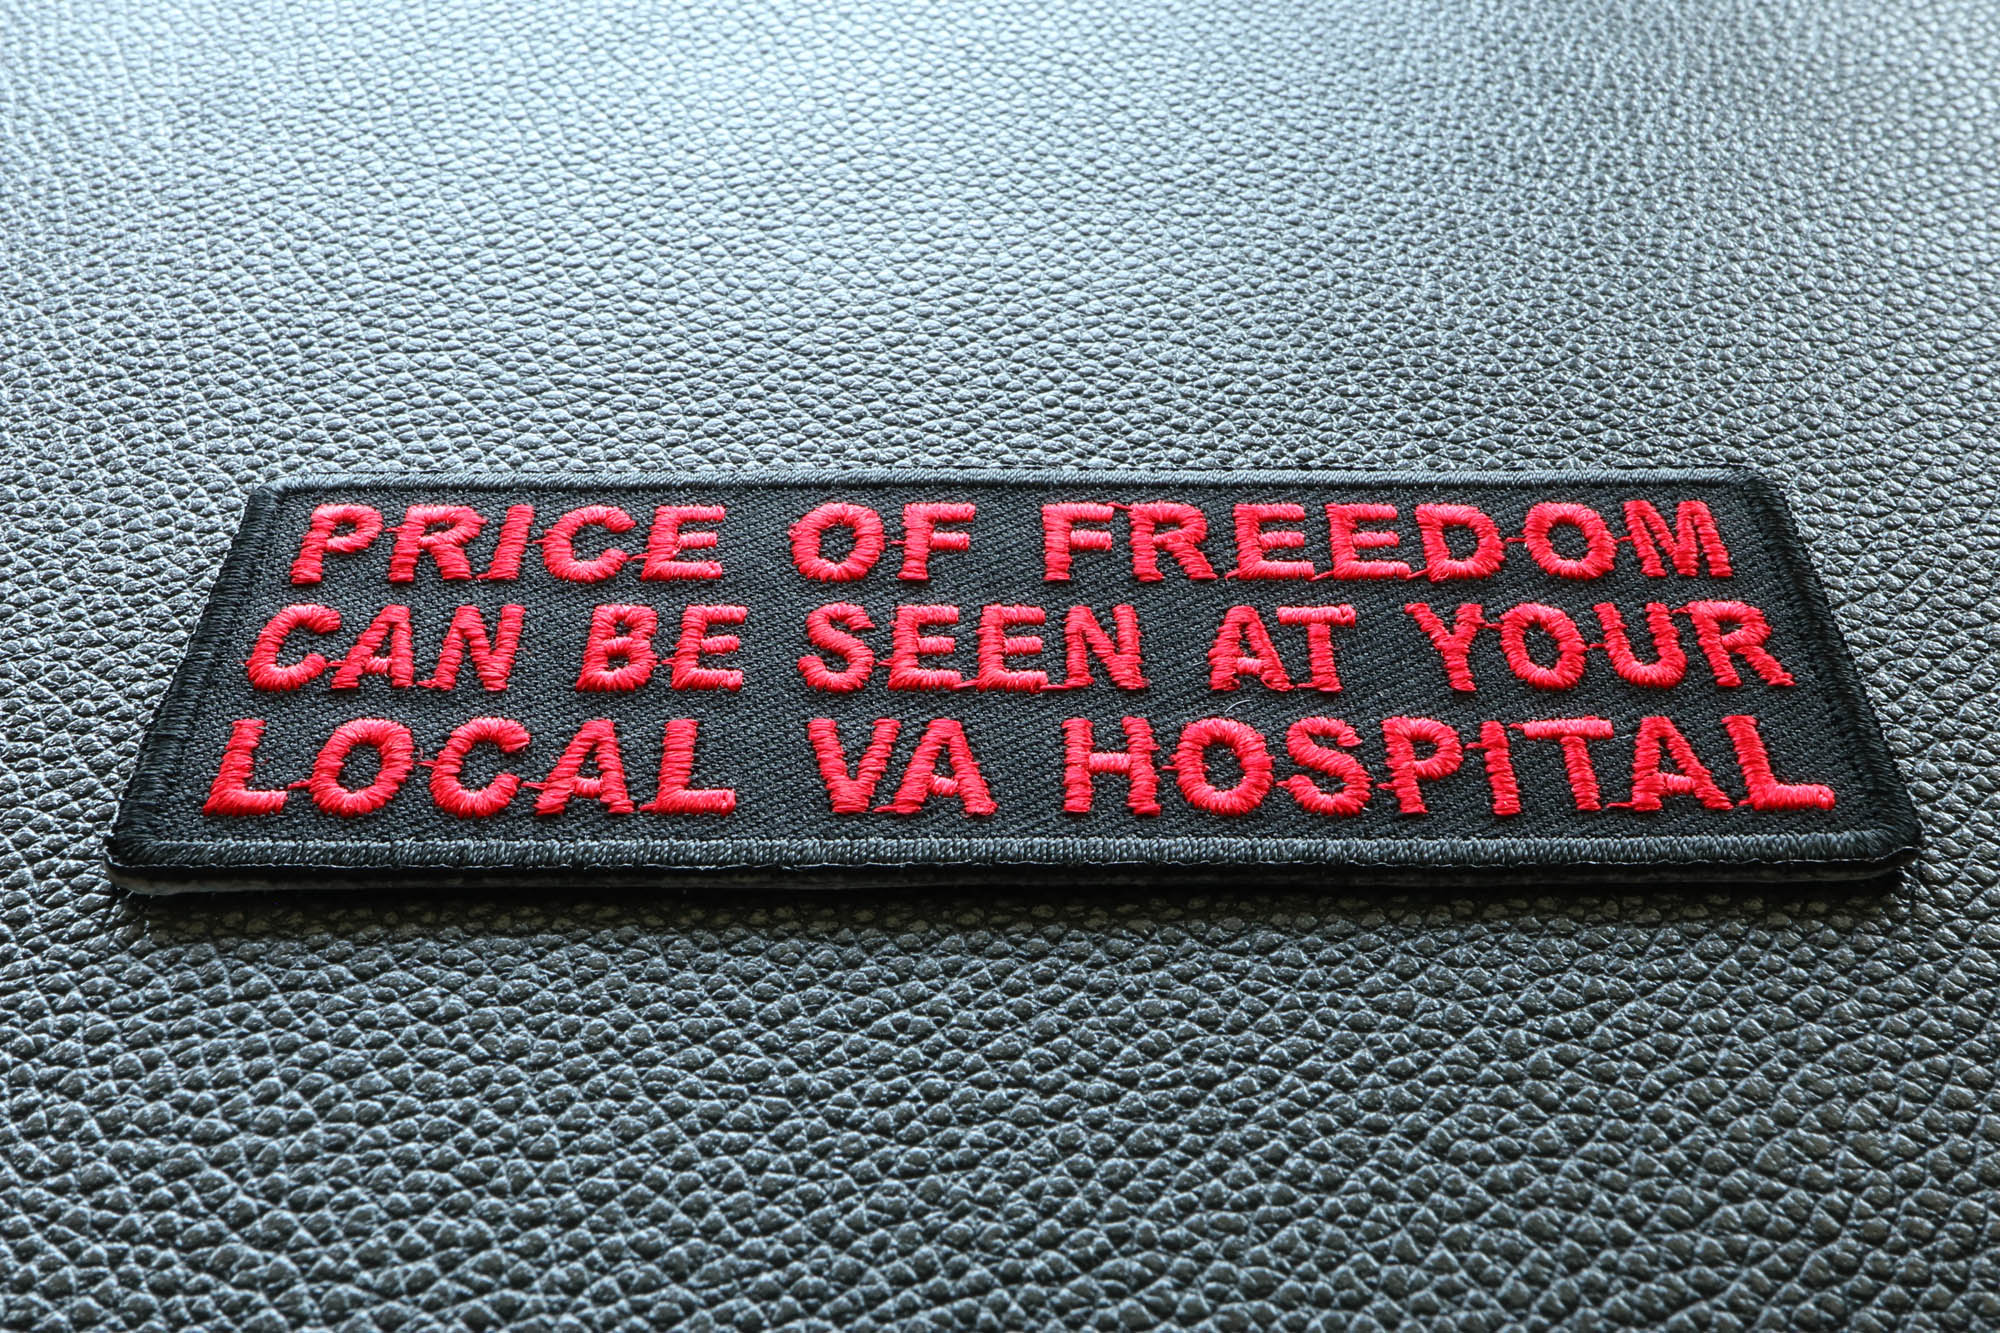 PRICE OF FREEDOM
CAN BE SEEN AT YOUR
LOCAL VA HOSPITAL